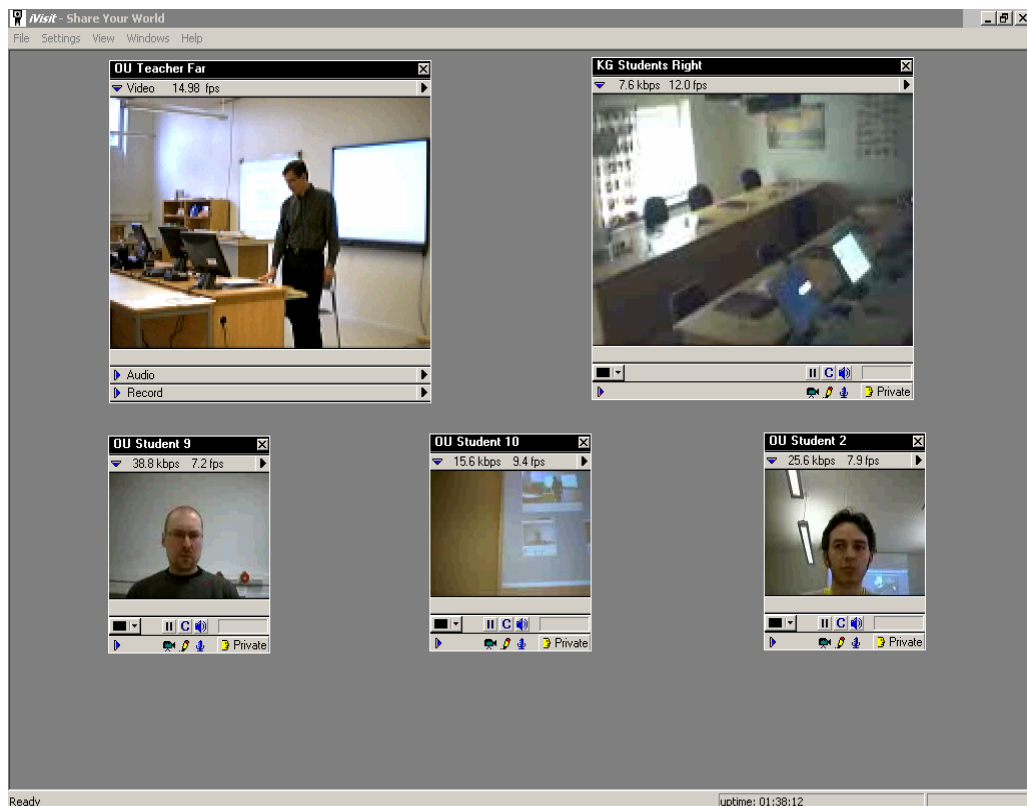 iVisit - Share Your World
File Settings View Windows Help
OU Teacher Far
Video 14.98 fps
Audio
Record
KG Students Right
7.6 kbps 12.0 fps
C
Private
OU Student 9
38.8 kbps 7.2 fps
C
Private
OU Student 10
15.6 kbps 9.4 fps
C
Private
OU Student 2
25.6 kbps 7.9 fps
C
Private
Ready
uptime: 01:38:12